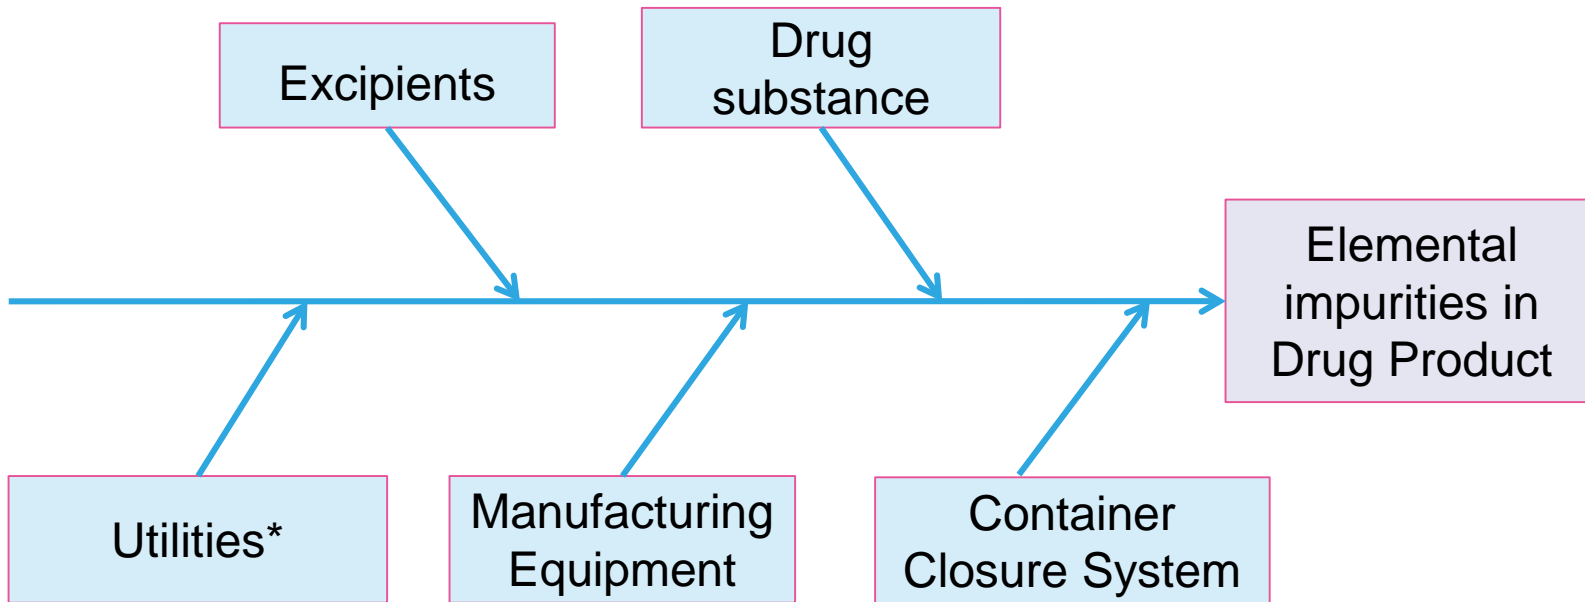 Excipients
Drug
substance
Elemental
impurities in
Drug Product
Utilities*
Manufacturing
Equipment
Container
Closure System